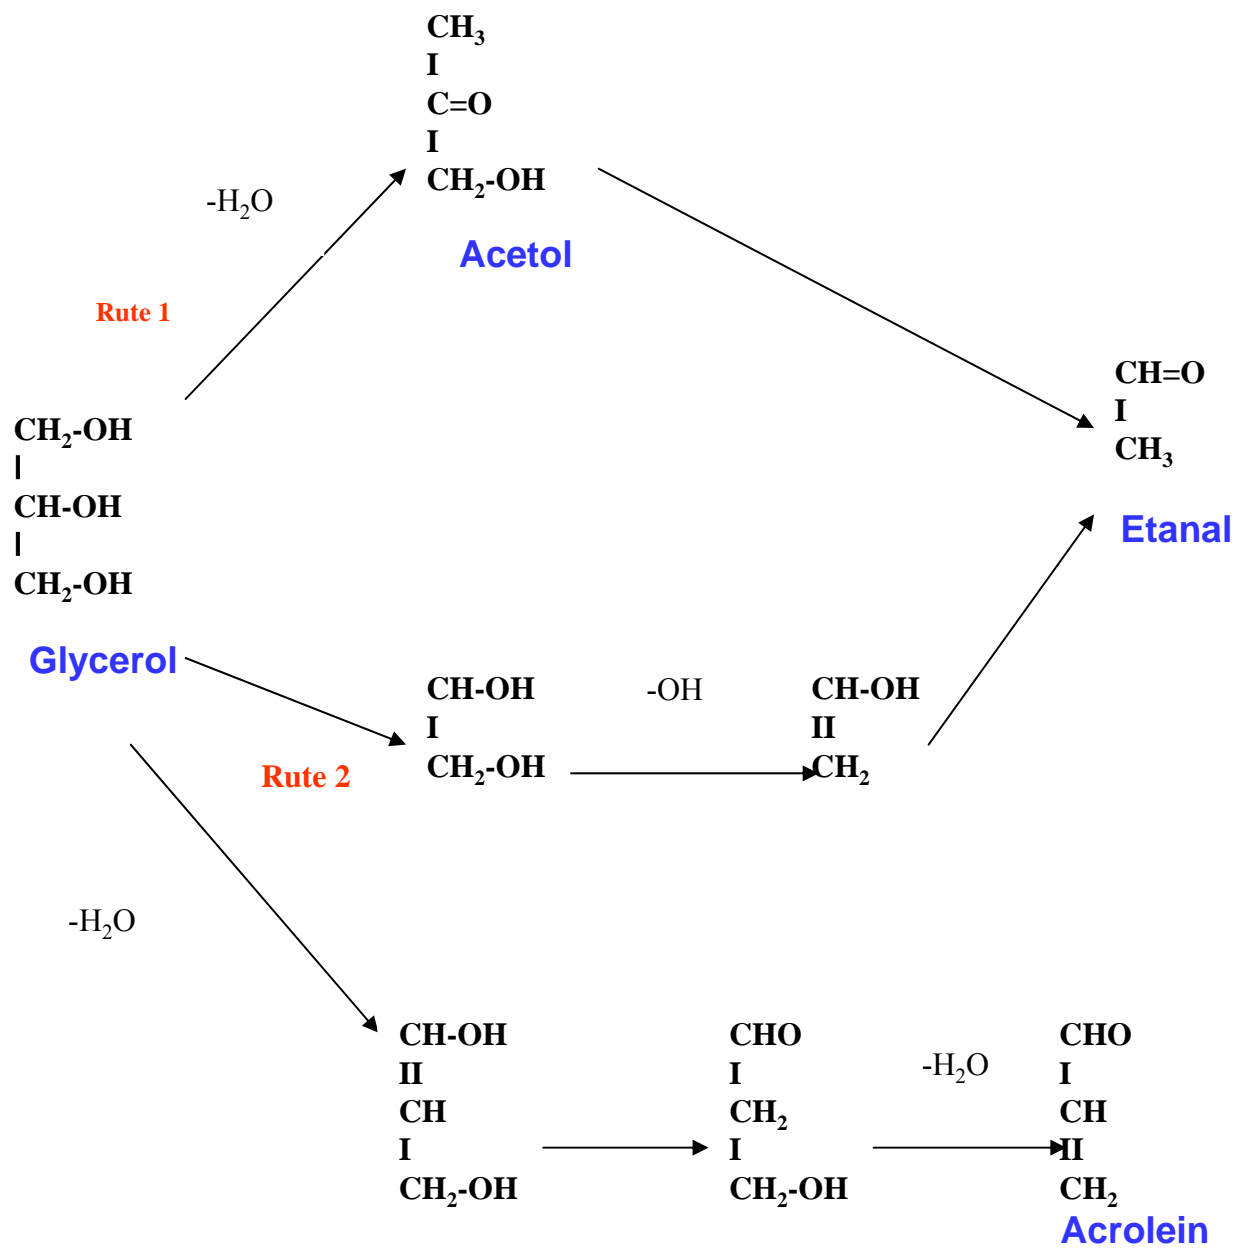 CH₃
I
C=O
I
CH₂-OH
Acetol
-H₂O
Rute 1
CH=O
I
CH₃
Etanal
CH₂-OH
I
CH-OH
I
CH₂-OH
Glycerol
CH-OH
I
CH₂-OH
-OH
CH-OH
II
CH₂
Rute 2
-H₂O
CH-OH
II
CH
I
CH₂-OH
CHO
I
CH₂
I
CH₂-OH
-H₂O
CHO
I
CH
II
CH₂
Acrolein